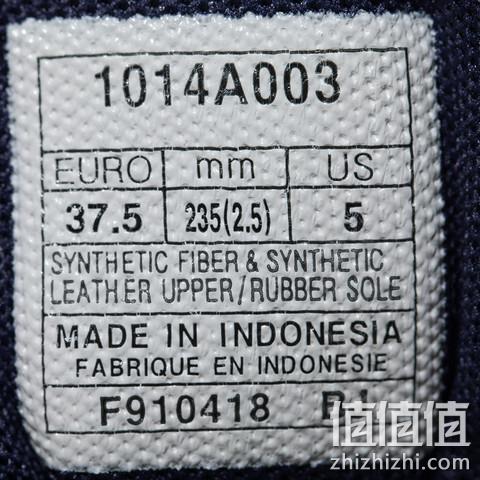 1014A003
EURO mm US
37.5 235(2.5) 5
SYNTHETIC FIBER & SYNTHETIC
LEATHER UPPER/RUBBER SOLE
MADE IN INDONESIA
FABRIQUE EN INDONESIE
F910418
值值值
zhizhizhi.com